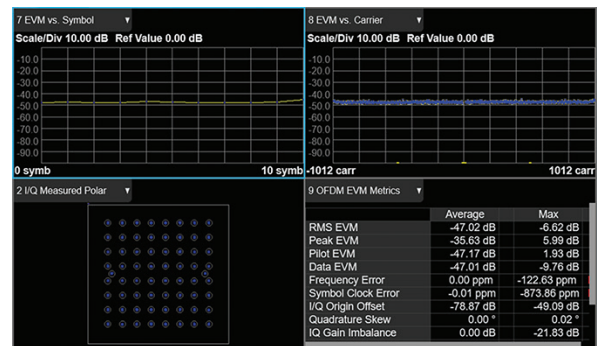 7 EVM vs. Symbol
Scale/Div 10.00 dB Ref Value 0.00 dB
-10.0
-20.0
-30.0
-40.0
-50.0
-60.0
-70.0
-80.0
-90.0
0 symb 10 symb
8 EVM vs. Carrier
Scale/Div 10.00 dB Ref Value 0.00 dB
-10.0
-20.0
-30.0
-40.0
-50.0
-60.0
-70.0
-80.0
-90.0
-1012 carr 1012 carr
2 I/Q Measured Polar
9 OFDM EVM Metrics
Average Max
RMS EVM -47.02 dB -6.62 dB
Peak EVM -35.63 dB 5.99 dB
Pilot EVM -47.17 dB 1.93 dB
Data EVM -47.01 dB -9.76 dB
Frequency Error 0.00 ppm -122.63 ppm
Symbol Clock Error -0.01 ppm -873.86 ppm
I/Q Origin Offset -78.87 dB -49.09 dB
Quadrature Skew 0.00 ° 0.02 °
IQ Gain Imbalance 0.00 dB -21.83 dB